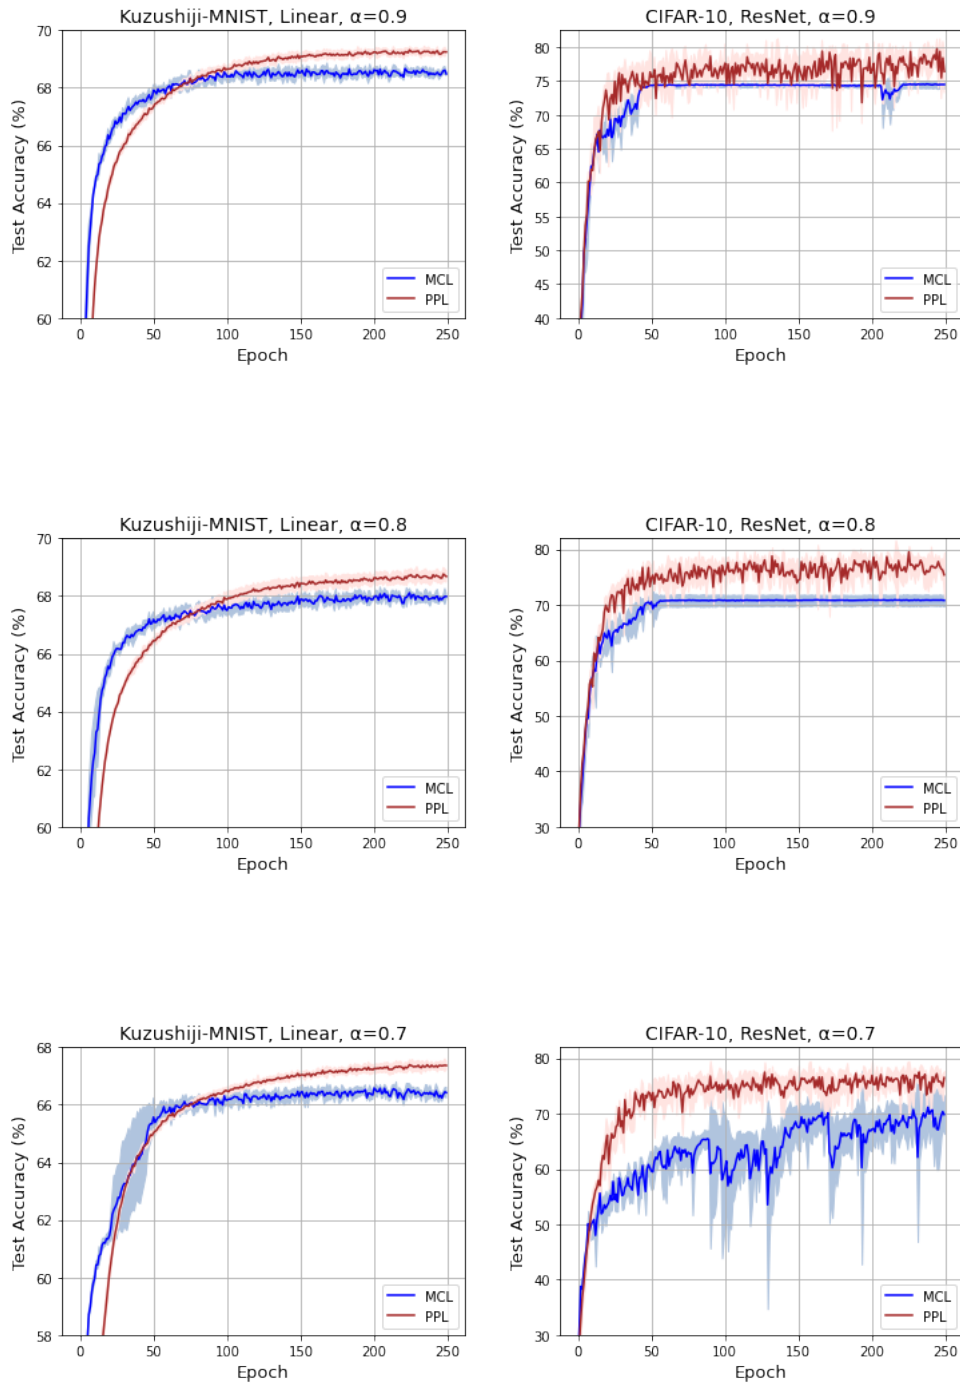 Kuzushiji-MNIST, Linear, α=0.9
70
68
66
64
62
60
Test Accuracy (%)
0 50 100 150 200 250
Epoch
MCL
PPL
CIFAR-10, ResNet, α=0.9
80
75
70
65
60
55
50
45
40
Test Accuracy (%)
0 50 100 150 200 250
Epoch
MCL
PPL
Kuzushiji-MNIST, Linear, α=0.8
70
68
66
64
62
60
Test Accuracy (%)
0 50 100 150 200 250
Epoch
MCL
PPL
CIFAR-10, ResNet, α=0.8
80
70
60
50
40
30
Test Accuracy (%)
0 50 100 150 200 250
Epoch
MCL
PPL
Kuzushiji-MNIST, Linear, α=0.7
68
66
64
62
60
58
Test Accuracy (%)
0 50 100 150 200 250
Epoch
MCL
PPL
CIFAR-10, ResNet, α=0.7
80
70
60
50
40
30
Test Accuracy (%)
0 50 100 150 200 250
Epoch
MCL
PPL